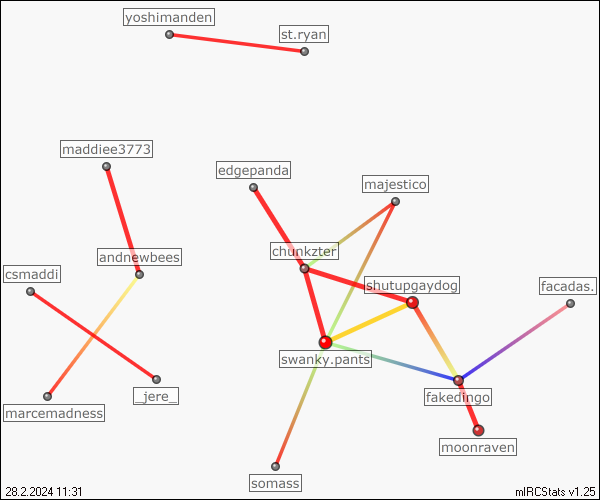 yoshimanden
st.ryan
maddiee3773
edgepanda
majestico
chunkzter
andnewbees
csmaddi
shutupgaydog
facadas.
swanky.pants
_jere_
fakedingo
marcemadness
moonraven
somass
28.2.2024 11:31
mIRCStats v1.25